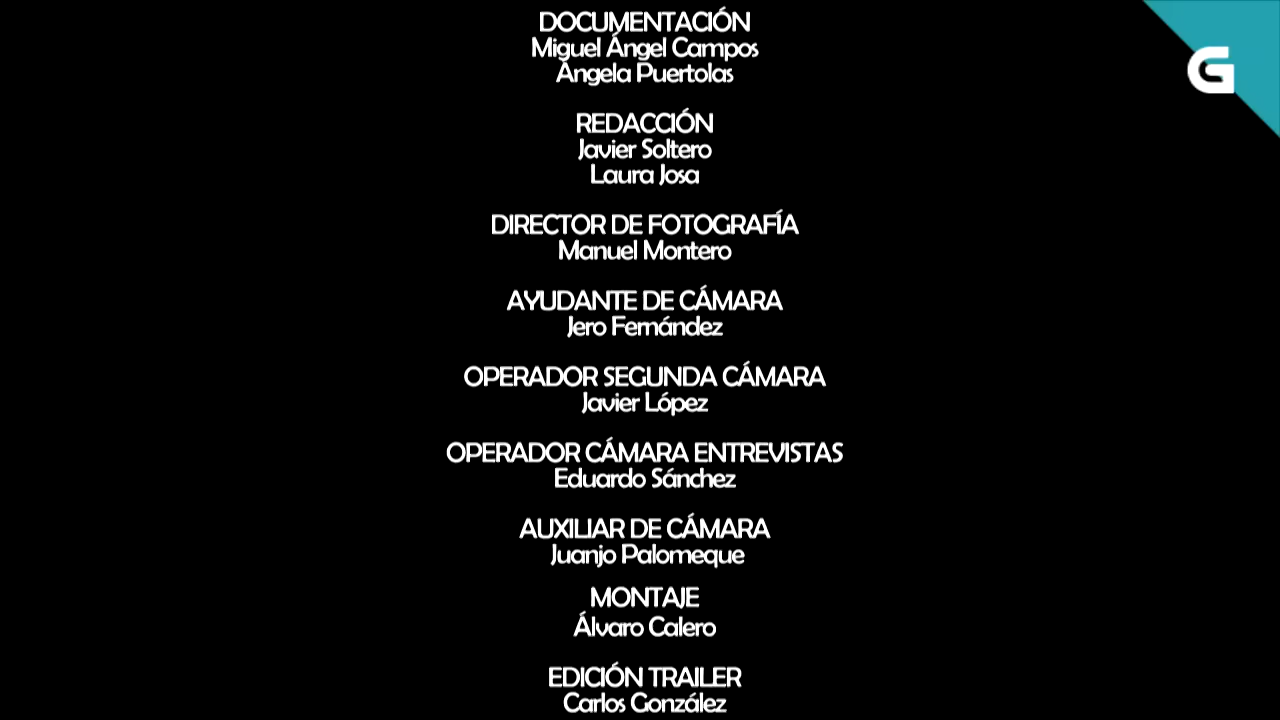 DOCUMENTACIÓN
Miguel Ángel Campos
Ángela Puertolas
REDACCIÓN
Javier Soltero
Laura Josa
DIRECTOR DE FOTOGRAFÍA
Manuel Montero
AYUDANTE DE CÁMARA
Jero Fernández
OPERADOR SEGUNDA CÁMARA
Javier López
OPERADOR CÁMARA ENTREVISTAS
Eduardo Sánchez
AUXILIAR DE CÁMARA
Juanjo Palomeque
MONTAJE
Álvaro Calero
EDICIÓN TRAILER
Carlos González
G